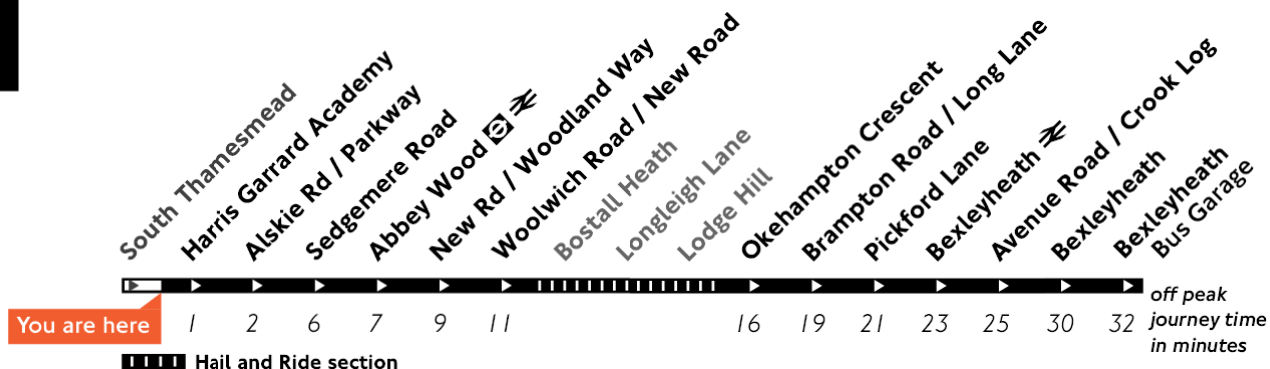 South Thamesmead
Harris Garrard Academy
Alskie Rd / Parkway
Sedgemere Road
Abbey Wood
New Rd / Woodland Way
Woolwich Road / New Road
Bostall Heath
Longleigh Lane
Lodge Hill
Okehampton Crescent
Brampton Road / Long Lane
Pickford Lane
Bexleyheath
Avenue Road / Crook Log
Bexleyheath
Bexleyheath
Bus Garage
You are here
1 2 6 7 9 11 16 19 21 23 25 30 32
off peak
journey time
in minutes
Hail and Ride section